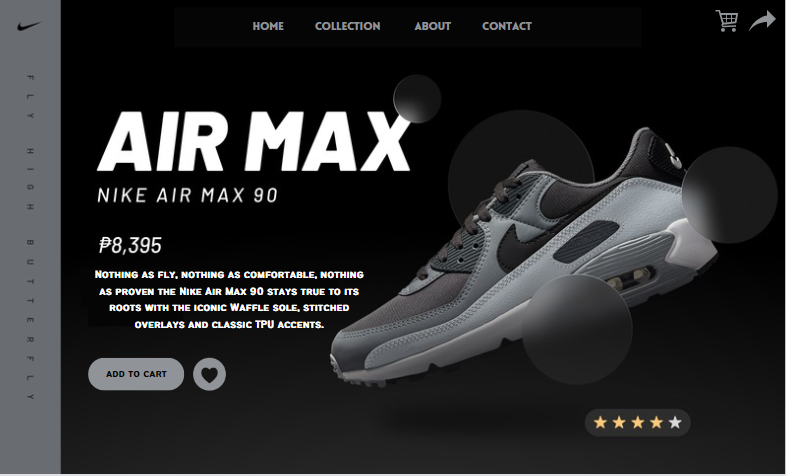 HOME COLLECTION ABOUT CONTACT
FLY HIGH BUTTERFLY
AIR MAX
NIKE AIR MAX 90
₱8,395
Nothing as fly, nothing as comfortable, nothing
as proven the Nike Air Max 90 stays true to its
roots with the iconic Waffle sole, stitched
overlays and classic TPU accents.
ADD TO CART